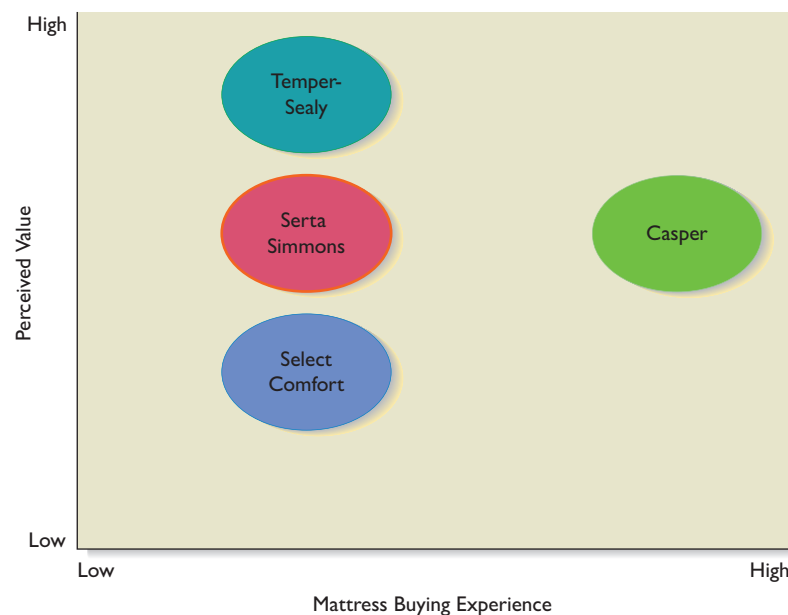 High
Temper-
Sealy
Serta
Simmons
Casper
Select
Comfort
Perceived Value
Low
Low
High
Mattress Buying Experience